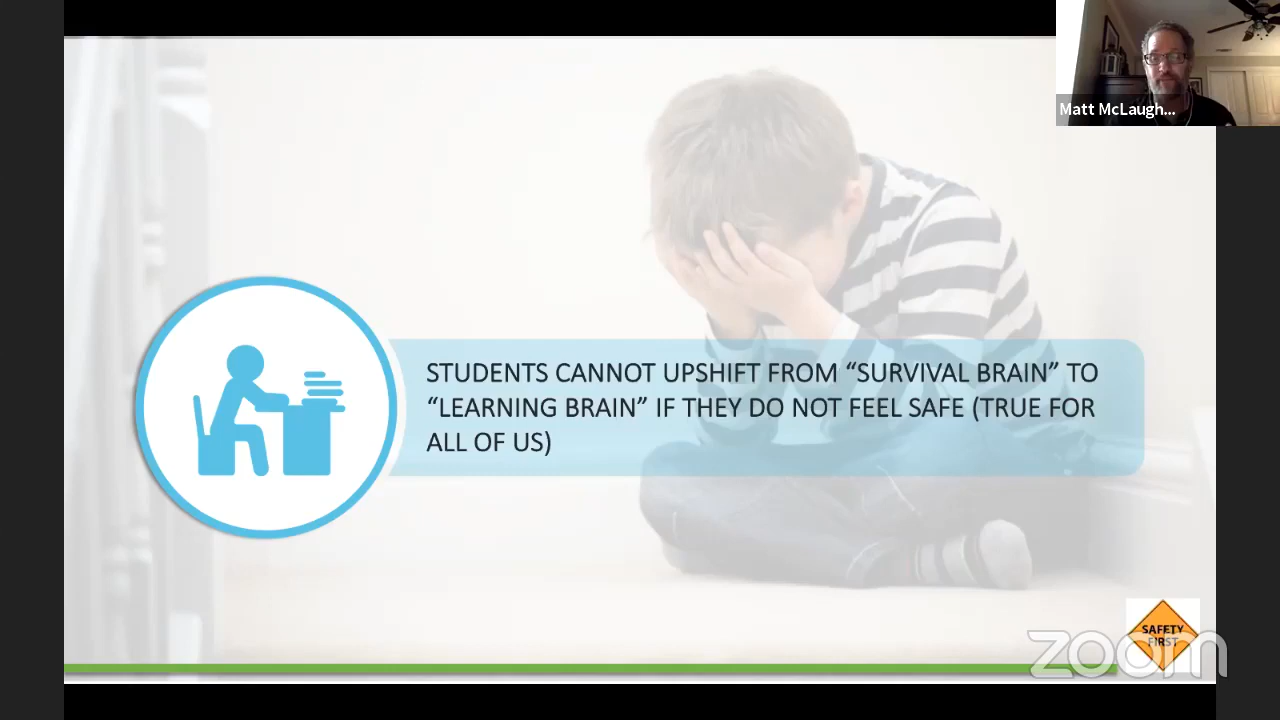 Matt McLaugh...
STUDENTS CANNOT UPSHIFT FROM “SURVIVAL BRAIN” TO
“LEARNING BRAIN” IF THEY DO NOT FEEL SAFE (TRUE FOR
ALL OF US)
SAFETY
FIRST
zoom